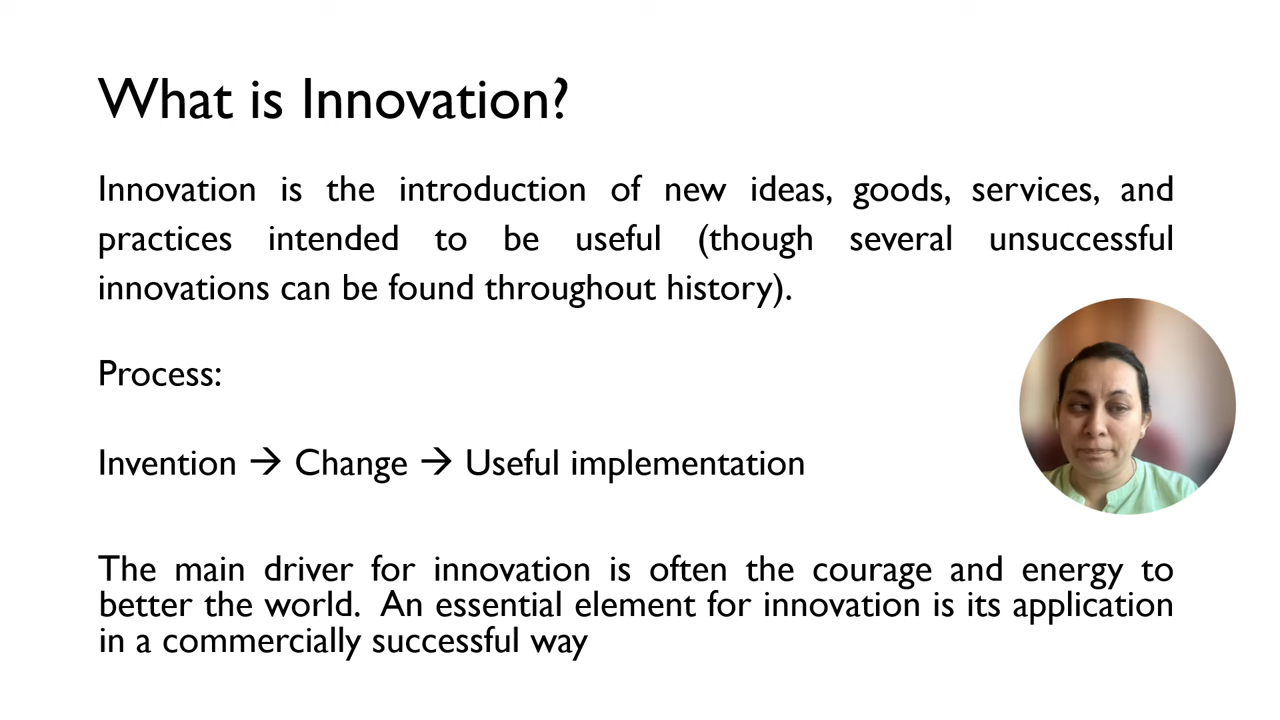 What is Innovation?
Innovation is the introduction of new ideas, goods, services, and
practices intended to be useful (though several unsuccessful
innovations can be found throughout history).
Process:
Invention → Change → Useful implementation
The main driver for innovation is often the courage and energy to
better the world.  An essential element for innovation is its application
in a commercially successful way